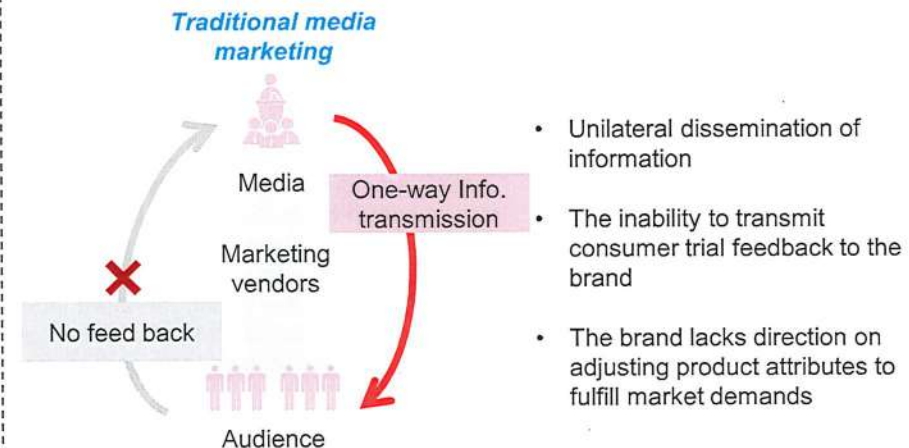 Traditional media
marketing
Media
One-way Info.
transmission
Marketing
vendors
No feed back
Audience
• Unilateral dissemination of
information
• The inability to transmit
consumer trial feedback to the
brand
• The brand lacks direction on
adjusting product attributes to
fulfill market demands